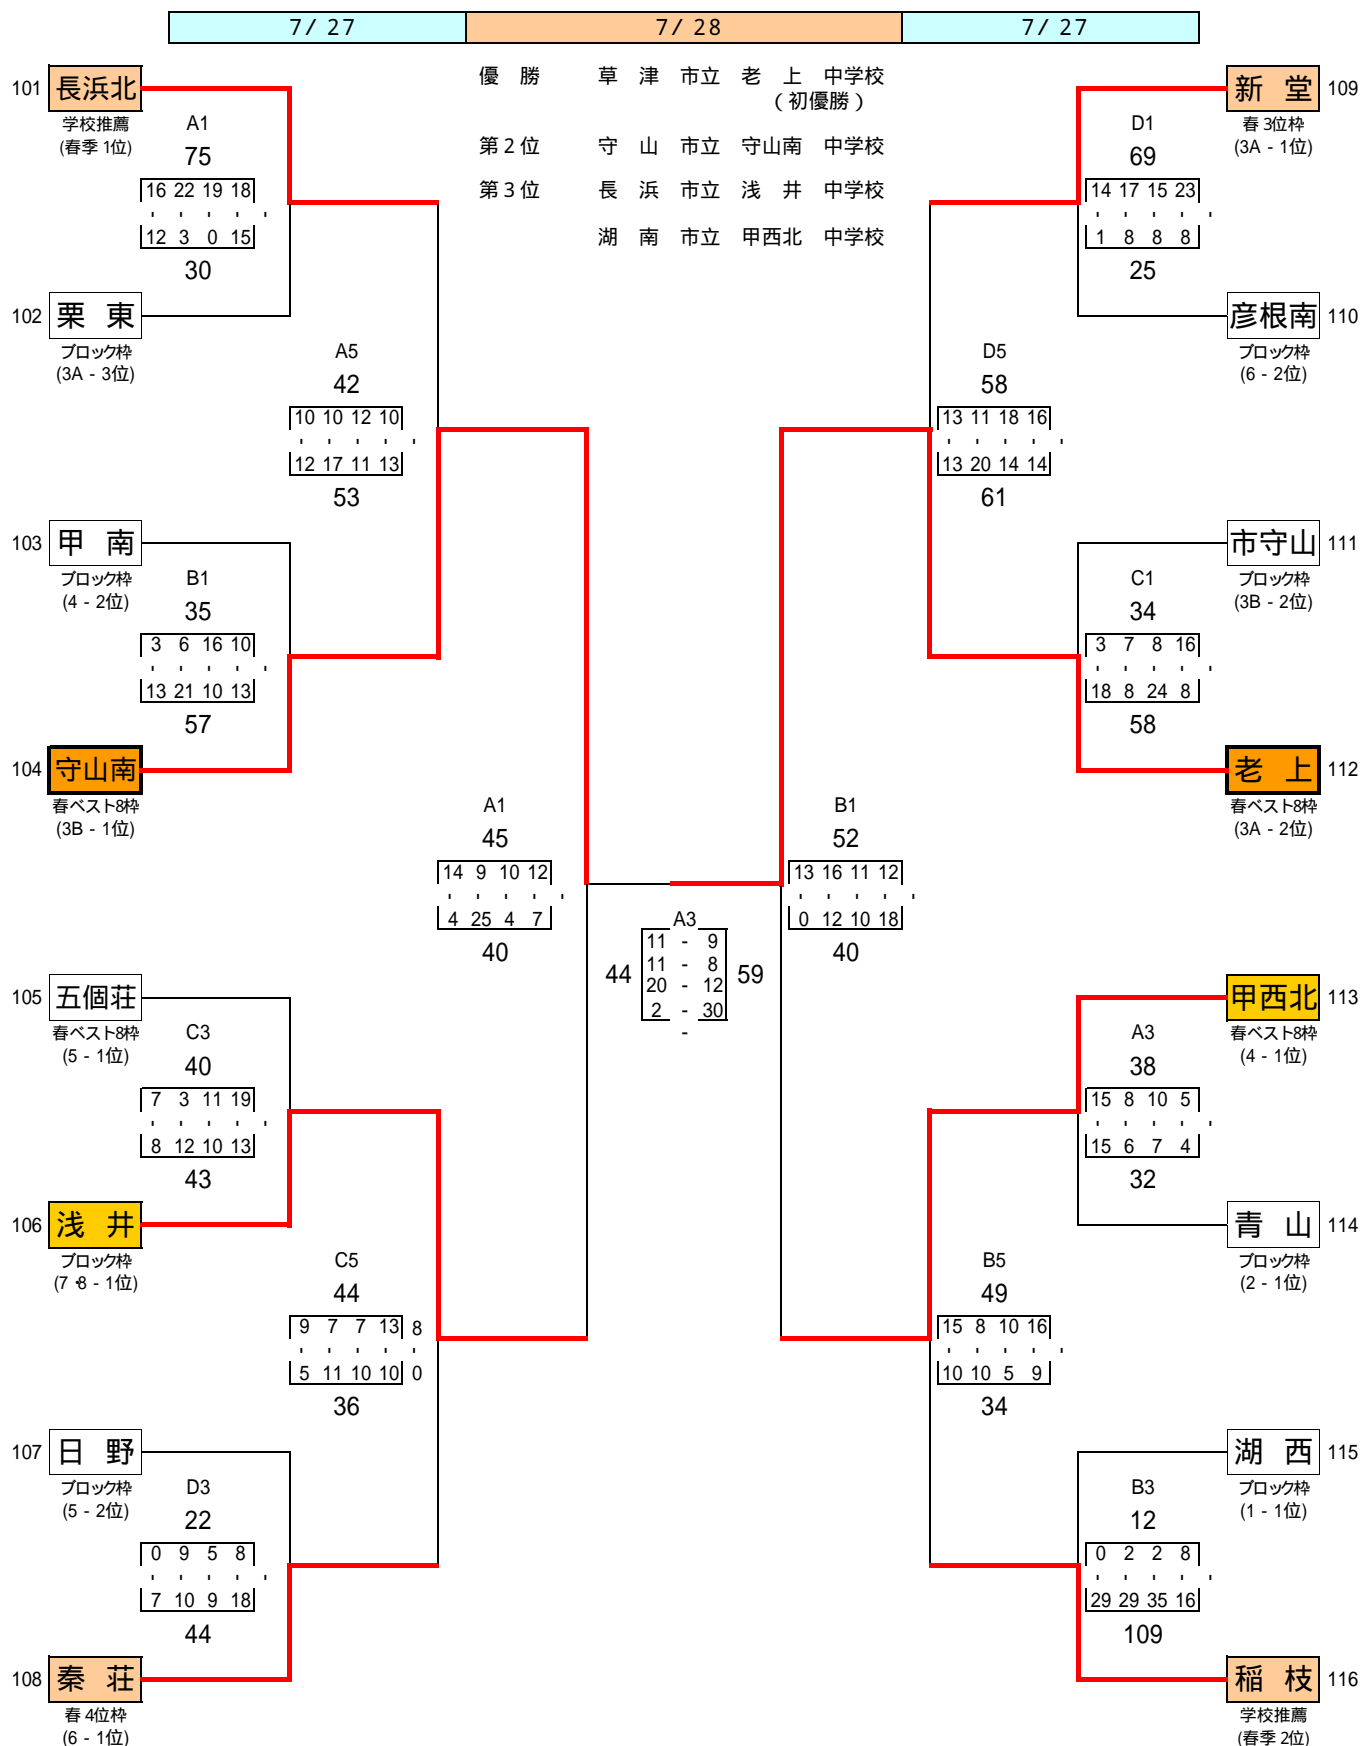 7/27
7/28
7/27
優 勝 草 津 市立 老 上 中学校
(初優勝)
第2位 守 山 市立 守山南 中学校
第3位 長 浜 市立 浅 井 中学校
湖 南 市立 甲西北 中学校
101 長浜北
学校推薦
(春季 1位)
A1
75
16 22 19 18
- - - - -
12 3 0 15
30
102 栗 東
ブロック枠
(3A - 3位)
A5
42
10 10 12 10
- - - - -
12 17 11 13
53
103 甲 南
ブロック枠
(4 - 2位)
B1
35
3 6 16 10
- - - - -
13 21 10 13
57
104 守山南
春ベスト8枠
(3B - 1位)
A1
45
14 9 10 12
- - - - -
4 25 4 7
40
105 五個荘
春ベスト8枠
(5 - 1位)
C3
40
7 3 11 19
- - - - -
8 12 10 13
43
106 浅 井
ブロック枠
(7・8 - 1位)
C5
44
9 7 7 13 8
- - - - -
5 11 10 10 0
36
107 日 野
ブロック枠
(5 - 2位)
D3
22
0 9 5 8
- - - - -
7 10 9 18
44
108 秦 荘
春 4位枠
(6 - 1位)
A3
11 - 9
11 - 8
44 59
20 - 12
2 - 30
-
新 堂 109
春 3位枠
(3A - 1位)
D1
69
14 17 15 23
- - - - -
1 8 8 8
25
彦根南 110
ブロック枠
(6 - 2位)
D5
58
13 11 18 16
- - - - -
13 20 14 14
61
市守山 111
ブロック枠
(3B - 2位)
C1
34
3 7 8 16
- - - - -
18 8 24 8
58
老 上 112
春ベスト8枠
(3A - 2位)
B1
52
13 16 11 12
- - - - -
0 12 10 18
40
甲西北 113
春ベスト8枠
(4 - 1位)
A3
38
15 8 10 5
- - - - -
15 6 7 4
32
青 山 114
ブロック枠
(2 - 1位)
B5
49
15 8 10 16
- - - - -
10 10 5 9
34
湖 西 115
ブロック枠
(1 - 1位)
B3
12
0 2 2 8
- - - - -
29 29 35 16
109
稲 枝 116
学校推薦
(春季 2位)